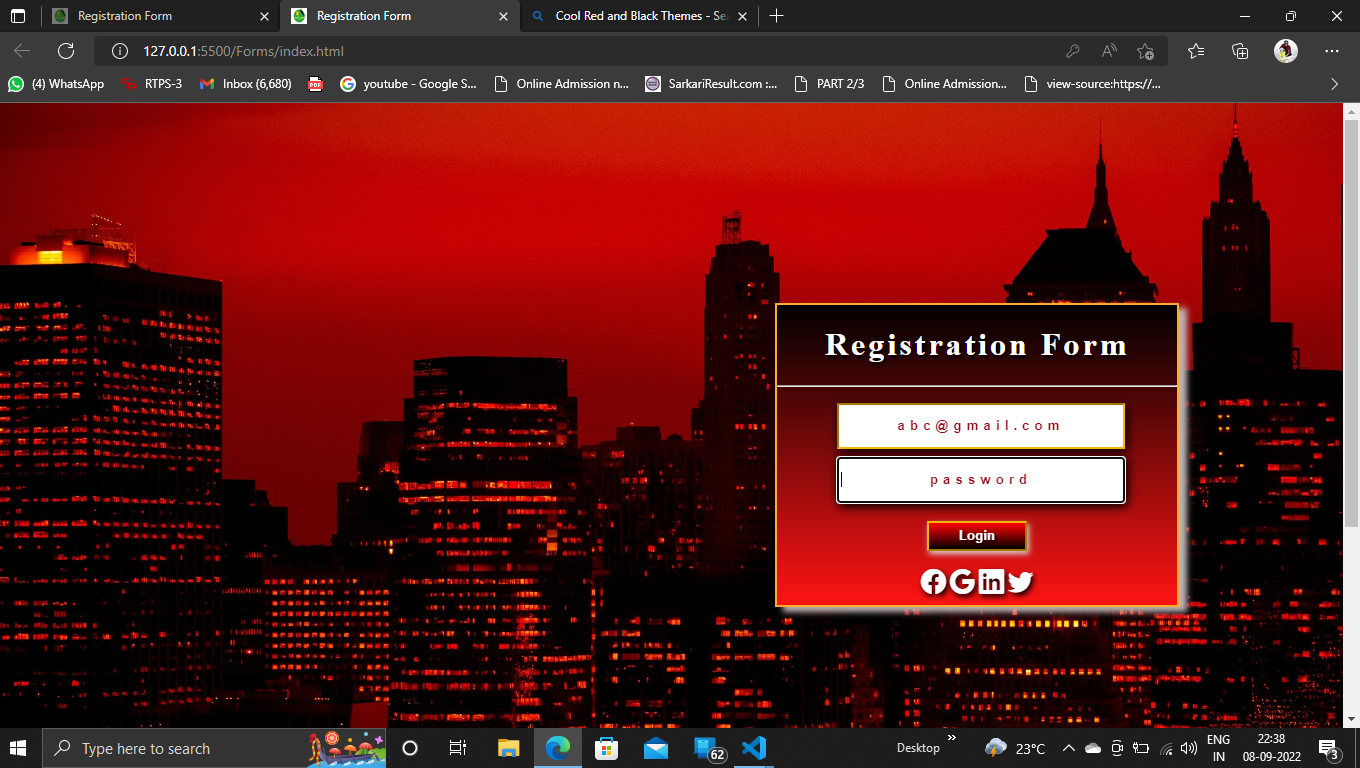 Registration Form
Registration Form
Cool Red and Black Themes - Se
127.0.0.1:5500/Forms/index.html
(4) WhatsApp
RTPS-3
Inbox (6,680)
PDF
youtube - Google S...
Online Admission n...
SarkariResult.com :...
PART 2/3
Online Admission...
view-source:https://...
Registration Form
abc@gmail.com
password
Login
Type here to search
62
Desktop
23°C
ENG
IN
22:38
08-09-2022
3